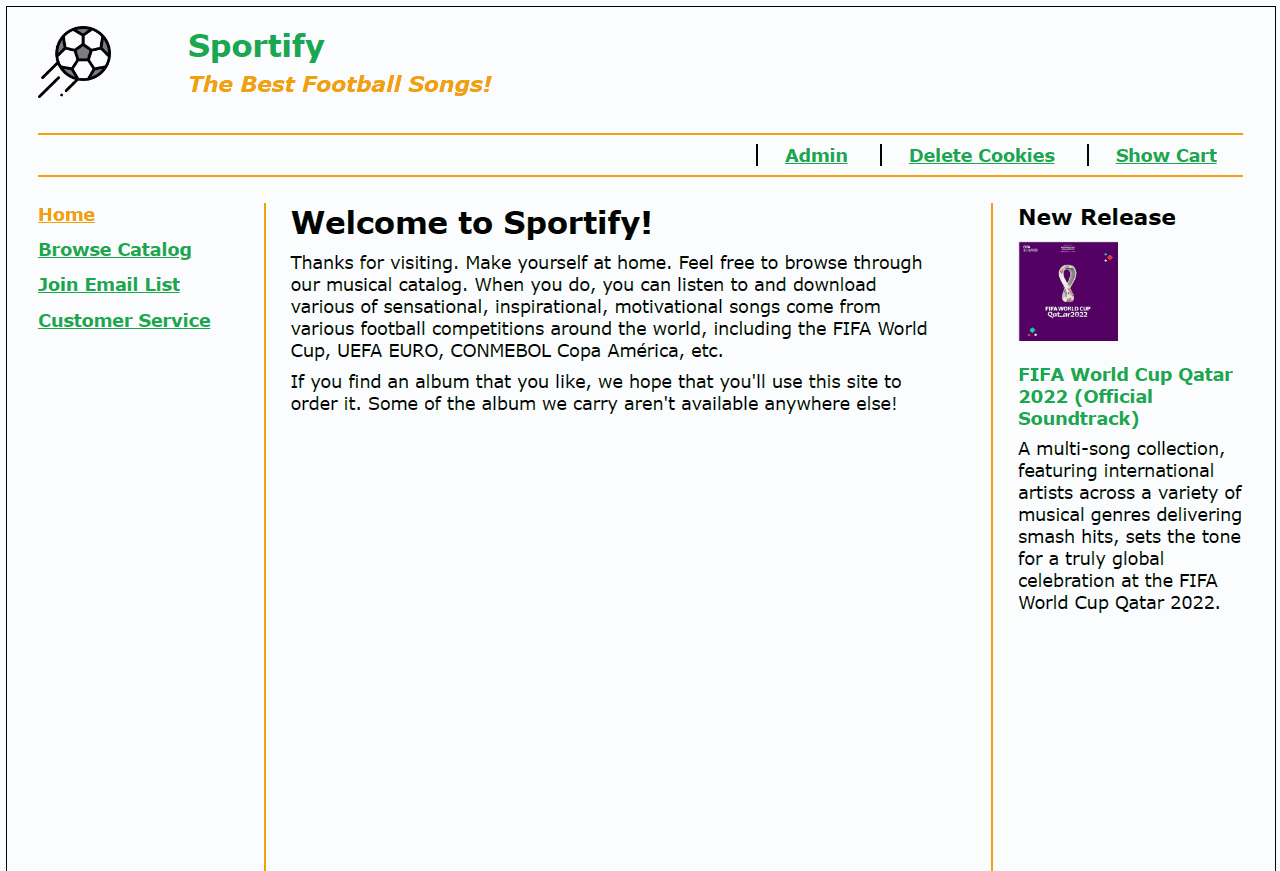 Sportify
The Best Football Songs!
Admin
Delete Cookies
Show Cart
Home
Browse Catalog
Join Email List
Customer Service
Welcome to Sportify!
Thanks for visiting. Make yourself at home. Feel free to browse through
our musical catalog. When you do, you can listen to and download
various of sensational, inspirational, motivational songs come from
various football competitions around the world, including the FIFA World
Cup, UEFA EURO, CONMEBOL Copa América, etc.
If you find an album that you like, we hope that you'll use this site to
order it. Some of the album we carry aren't available anywhere else!
New Release
FIFA WORLD CUP
Qatar2022
FIFA World Cup Qatar
2022 (Official
Soundtrack)
A multi-song collection,
featuring international
artists across a variety of
musical genres delivering
smash hits, sets the tone
for a truly global
celebration at the FIFA
World Cup Qatar 2022.